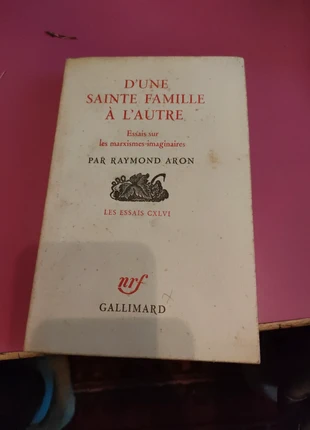 D'UNE
SAINTE FAMILLE
À L'AUTRE
Essais sur
les marxismes imaginaires
PAR RAYMOND ARON
LES ESSAIS CXLVI
nrf
GALLIMARD